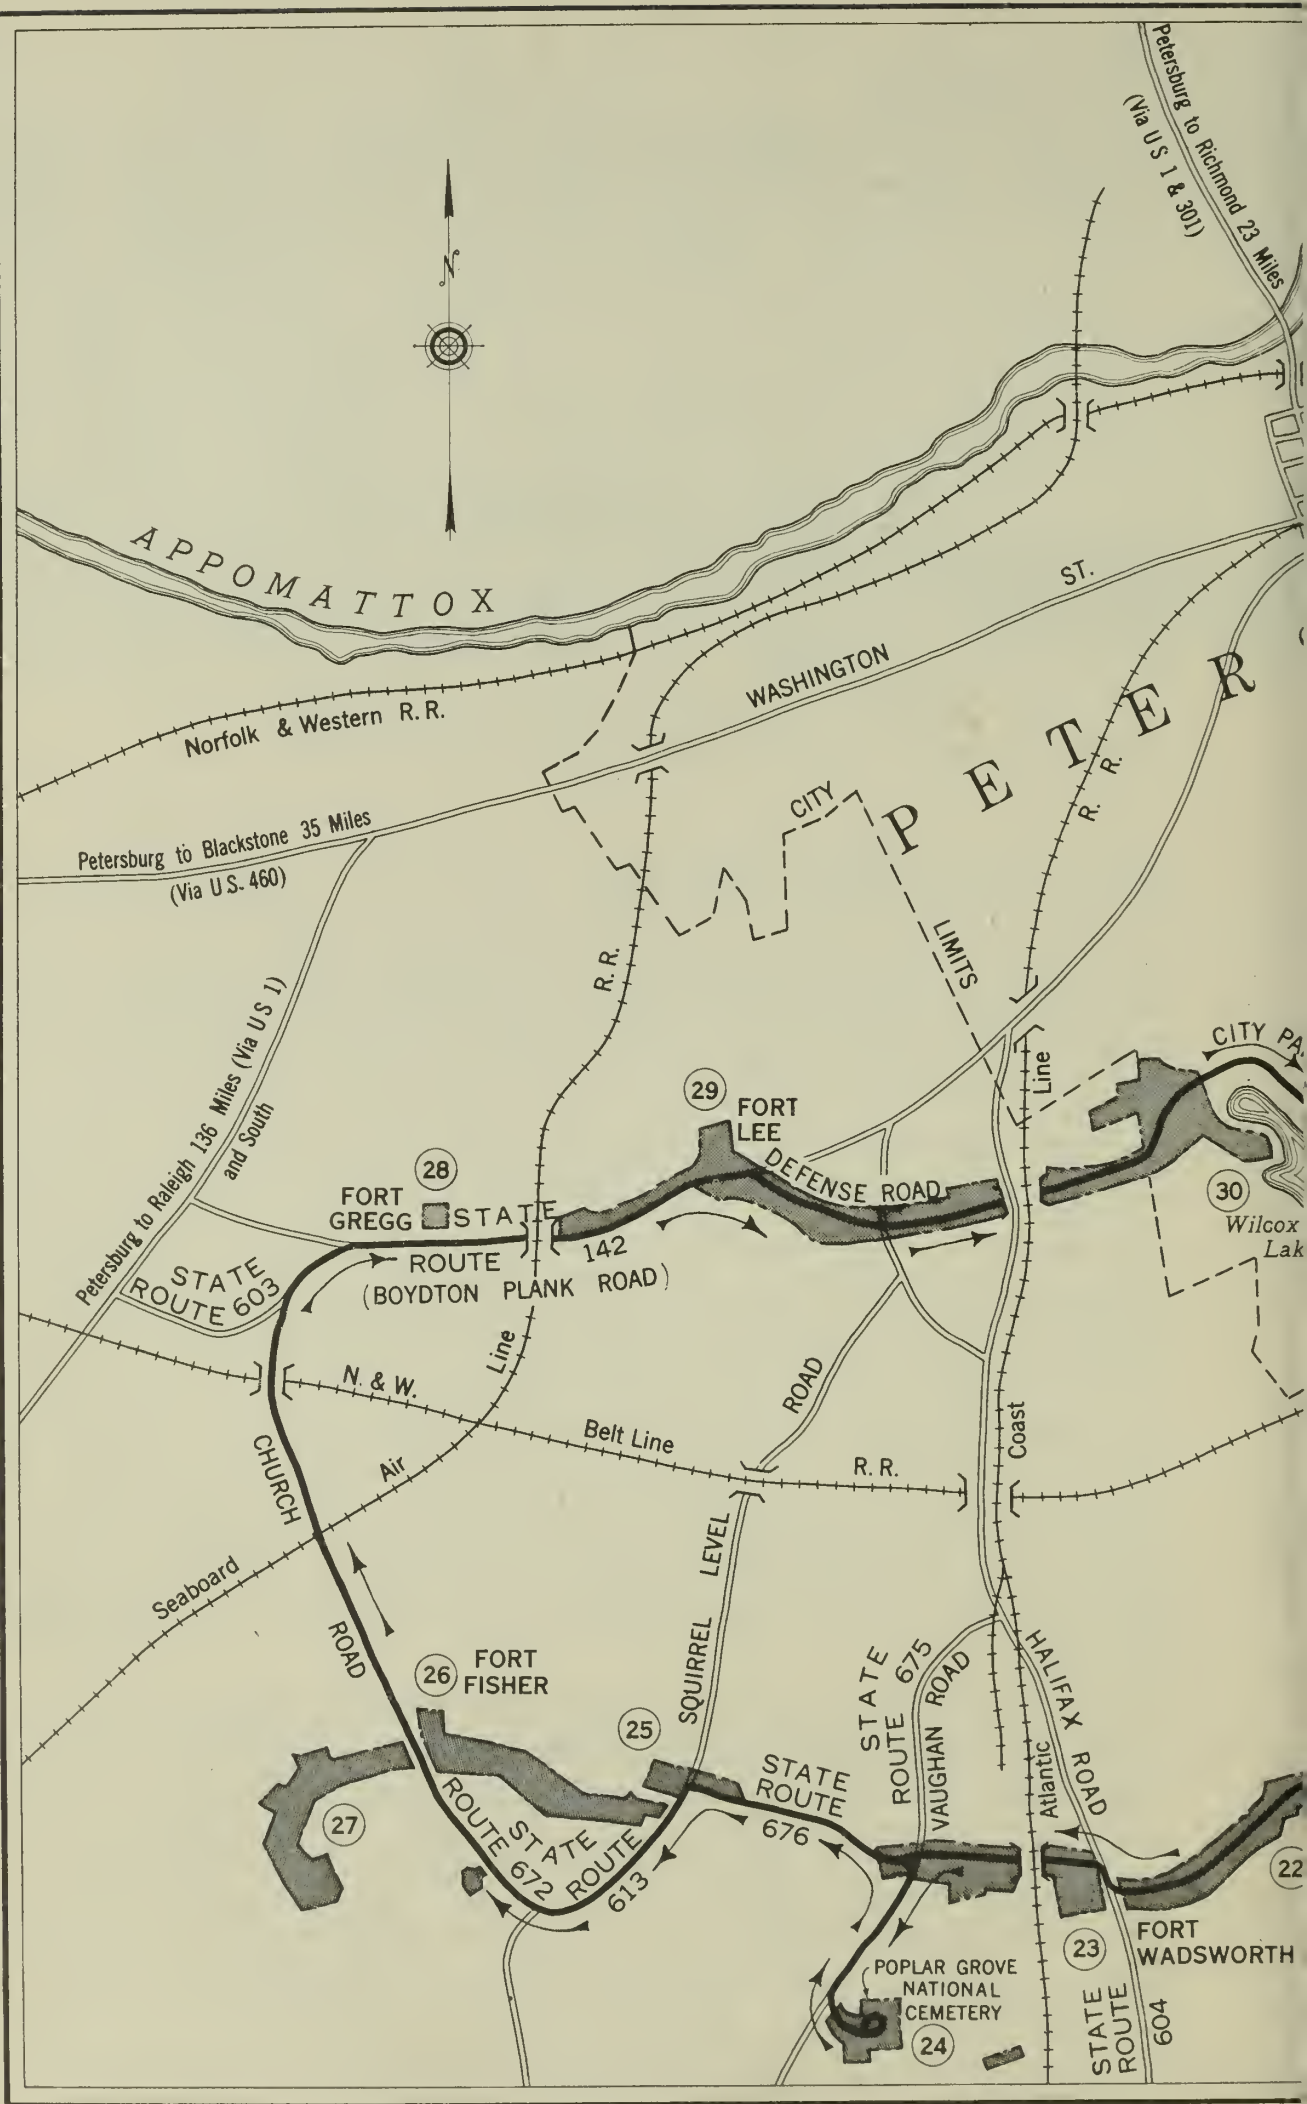 Petersburg to Richmond 23 Miles
(Via U S 1 & 301)
N
APPOMATTOX
ST.
WASHINGTON
Norfolk & Western R. R.
PETER
R. R.
CITY
LIMITS
Petersburg to Blackstone 35 Miles
(Via U.S. 460)
R. R.
Petersburg to Raleigh 136 Miles (Via U S 1)
and South
CITY PA
Line
29
FORT
LEE
DEFENSE ROAD
28
FORT
GREGG
STATE
ROUTE
142
(BOYDTON PLANK ROAD)
30
Wilcox
Lak
STATE
ROUTE 603
Line
N. & W.
Belt Line
R. R.
ROAD
Coast
CHURCH
Air
Seaboard
ROAD
LEVEL
SQUIRREL
26
FORT
FISHER
25
STATE
ROUTE 675
VAUGHAN ROAD
HALIFAX ROAD
Atlantic
STATE
ROUTE
676
27
ROUTE 672
STATE
ROUTE
613
22
23
FORT
WADSWORTH
POPLAR GROVE
NATIONAL
CEMETERY
24
STATE
ROUTE 604